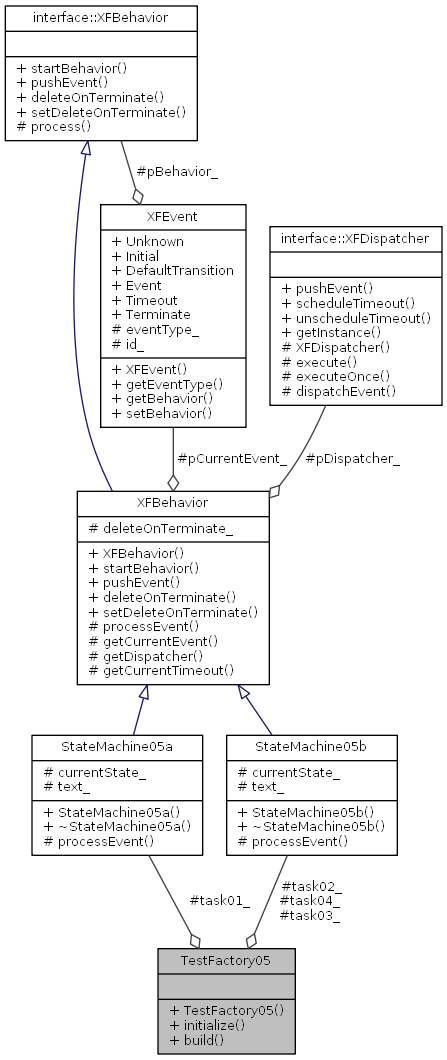 interface::XFBehavior
+ startBehavior()
+ pushEvent()
+ deleteOnTerminate()
+ setDeleteOnTerminate()
# process()
#pBehavior_
XFEvent
+ Unknown
+ Initial
+ DefaultTransition
+ Event
+ Timeout
+ Terminate
# eventType_
# id_
+ XFEvent()
+ getEventType()
+ getBehavior()
+ setBehavior()
interface::XFDispatcher
+ pushEvent()
+ scheduleTimeout()
+ unscheduleTimeout()
+ getInstance()
# XFDispatcher()
# execute()
# executeOnce()
# dispatchEvent()
#pCurrentEvent_
#pDispatcher_
XFBehavior
# deleteOnTerminate_
+ XFBehavior()
+ startBehavior()
+ pushEvent()
+ deleteOnTerminate()
+ setDeleteOnTerminate()
# processEvent()
# getCurrentEvent()
# getDispatcher()
# getCurrentTimeout()
StateMachine05a
# currentState_
# text_
+ StateMachine05a()
+ ~StateMachine05a()
# processEvent()
StateMachine05b
# currentState_
# text_
+ StateMachine05b()
+ ~StateMachine05b()
# processEvent()
#task01_
#task02_
#task04_
#task03_
TestFactory05
+ TestFactory05()
+ initialize()
+ build()